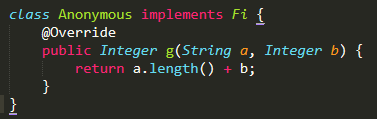 class Anonymous implements Fi {
    @Override
    public Integer g(String a, Integer b) {
        return a.length() + b;
    }
}